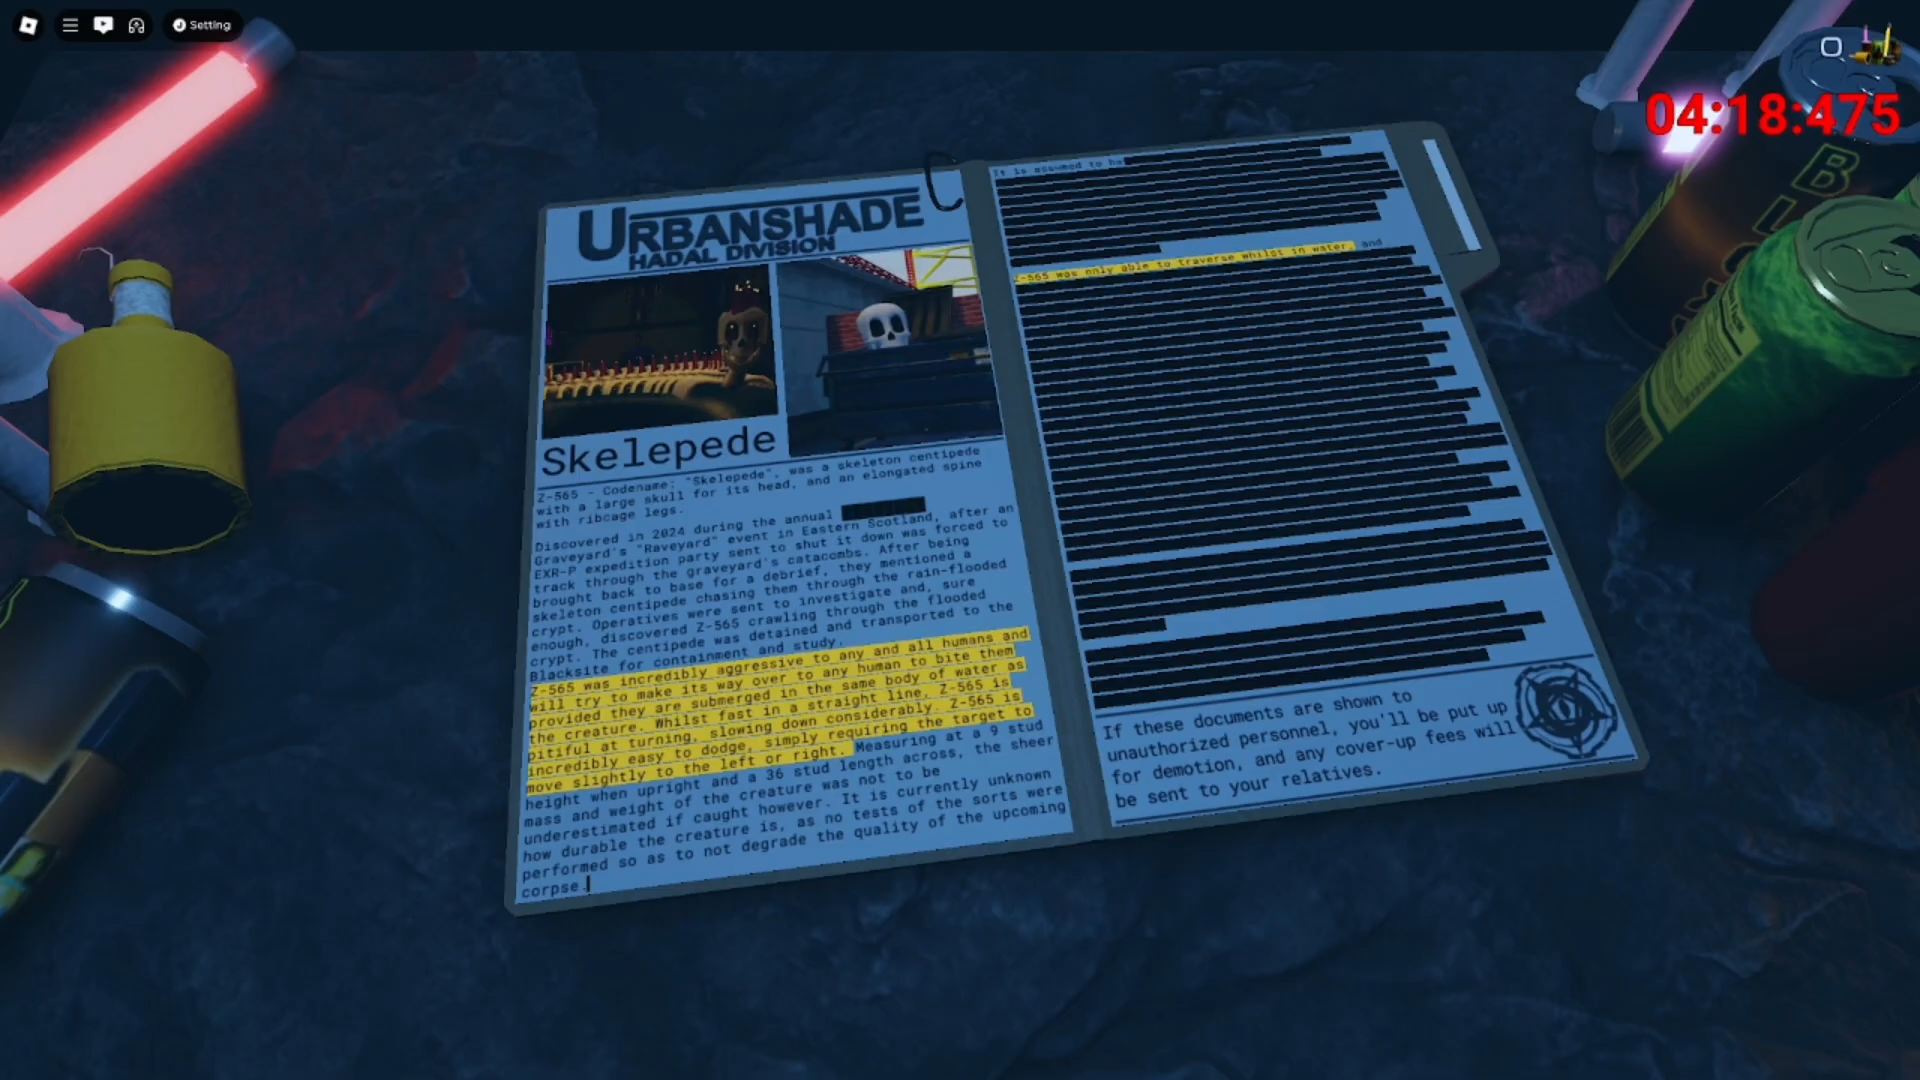 Setting
04:18:475
URBANSHADE
HADAL DIVISION
Skelepede
Z-565 - Codename: "Skelepede", was a skeleton centipede
with a large skull for its head, and an elongated spine
with ribcage legs.
Discovered in 2024 during the annual
Graveyard's "Raveyard" event in Eastern Scotland, after an
EXR-P expedition party sent to shut it down was forced to
track through the graveyard's catacombs. After being
brought back to base for a debrief, they mentioned a
skeleton centipede chasing them through the rain-flooded
crypt. Operatives were sent to investigate and, sure
enough, discovered Z-565 crawling through the flooded
crypt. The centipede was detained and transported to the
Blacksite for containment and study.
Z-565 was incredibly aggressive to any and all humans and
will try to make its way over to any human to bite them
provided they are submerged in the same body of water as
the creature. Whilst fast in a straight line, Z-565 is
pitiful at turning, slowing down considerably. Z-565 is
incredibly easy to dodge, simply requiring the target to
move slightly to the left or right. Measuring at a 9 stud
height when upright and a 36 stud length across, the sheer
mass and weight of the creature was not to be
underestimated if caught however. It is currently unknown
how durable the creature is, as no tests of the sorts were
performed so as to not degrade the quality of the upcoming
corpse.
It is assumed to
Z-565 was only able to traverse whilst in water, and
If these documents are shown to
unauthorized personnel, you'll be put up
for demotion, and any cover-up fees will
be sent to your relatives.